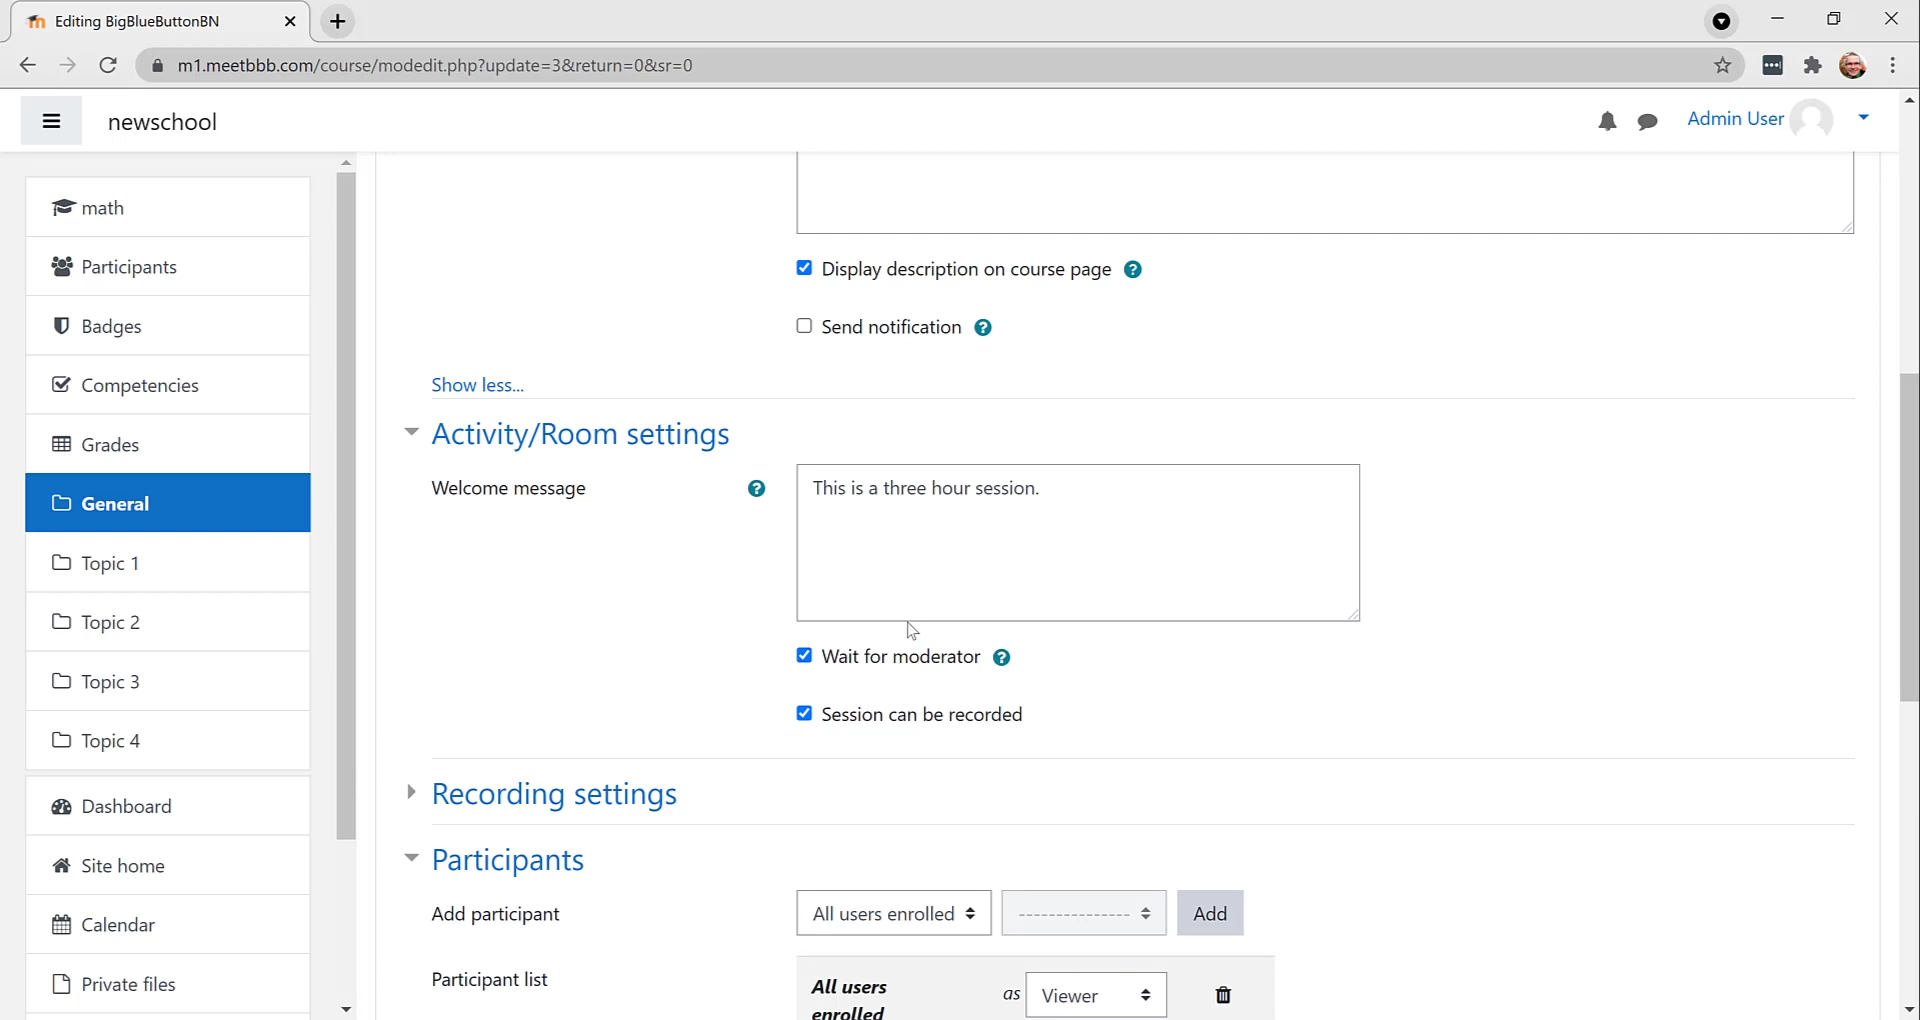 Editing BigBlueButtonBN
m1.meetbbb.com/course/modedit.php?update=3&return=0&sr=0
newschool
Admin User
math
Participants
Badges
Competencies
Grades
General
Topic 1
Topic 2
Topic 3
Topic 4
Dashboard
Site home
Calendar
Private files
Display description on course page
Send notification
Show less...
Activity/Room settings
Welcome message
This is a three hour session.
Wait for moderator
Session can be recorded
Recording settings
Participants
Add participant
All users enrolled
---------------
Add
Participant list
All users
enrolled
as
Viewer